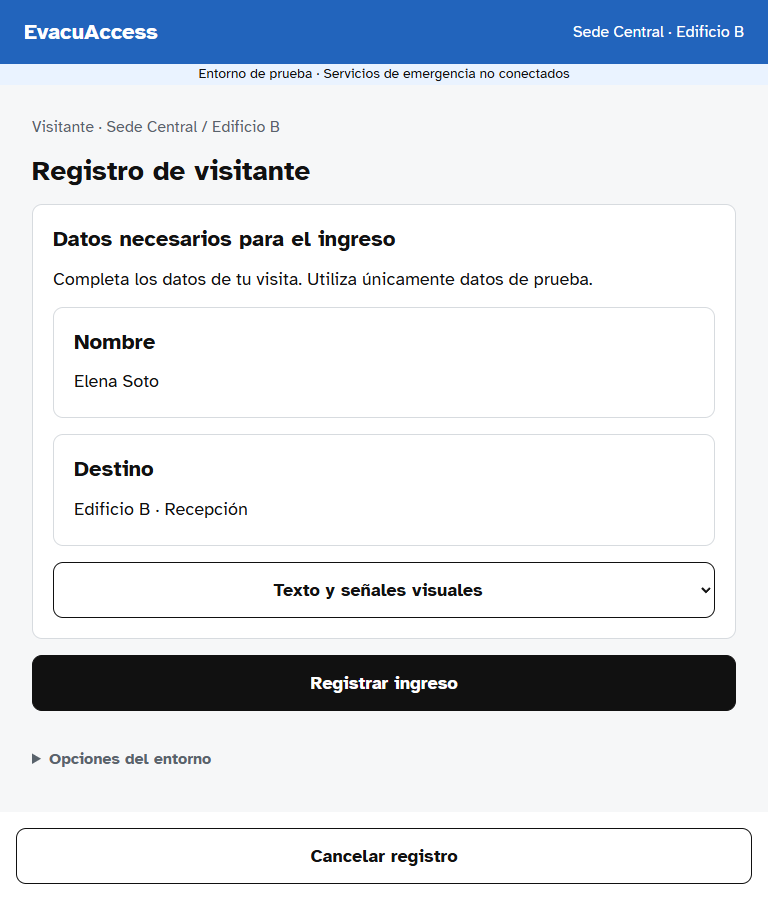 EvacuAccess
Sede Central · Edificio B
Entorno de prueba · Servicios de emergencia no conectados
Visitante · Sede Central / Edificio B
Registro de visitante
Datos necesarios para el ingreso
Completa los datos de tu visita. Utiliza únicamente datos de prueba.
Nombre
Elena Soto
Destino
Edificio B · Recepción
Texto y señales visuales
Registrar ingreso
Opciones del entorno
Cancelar registro